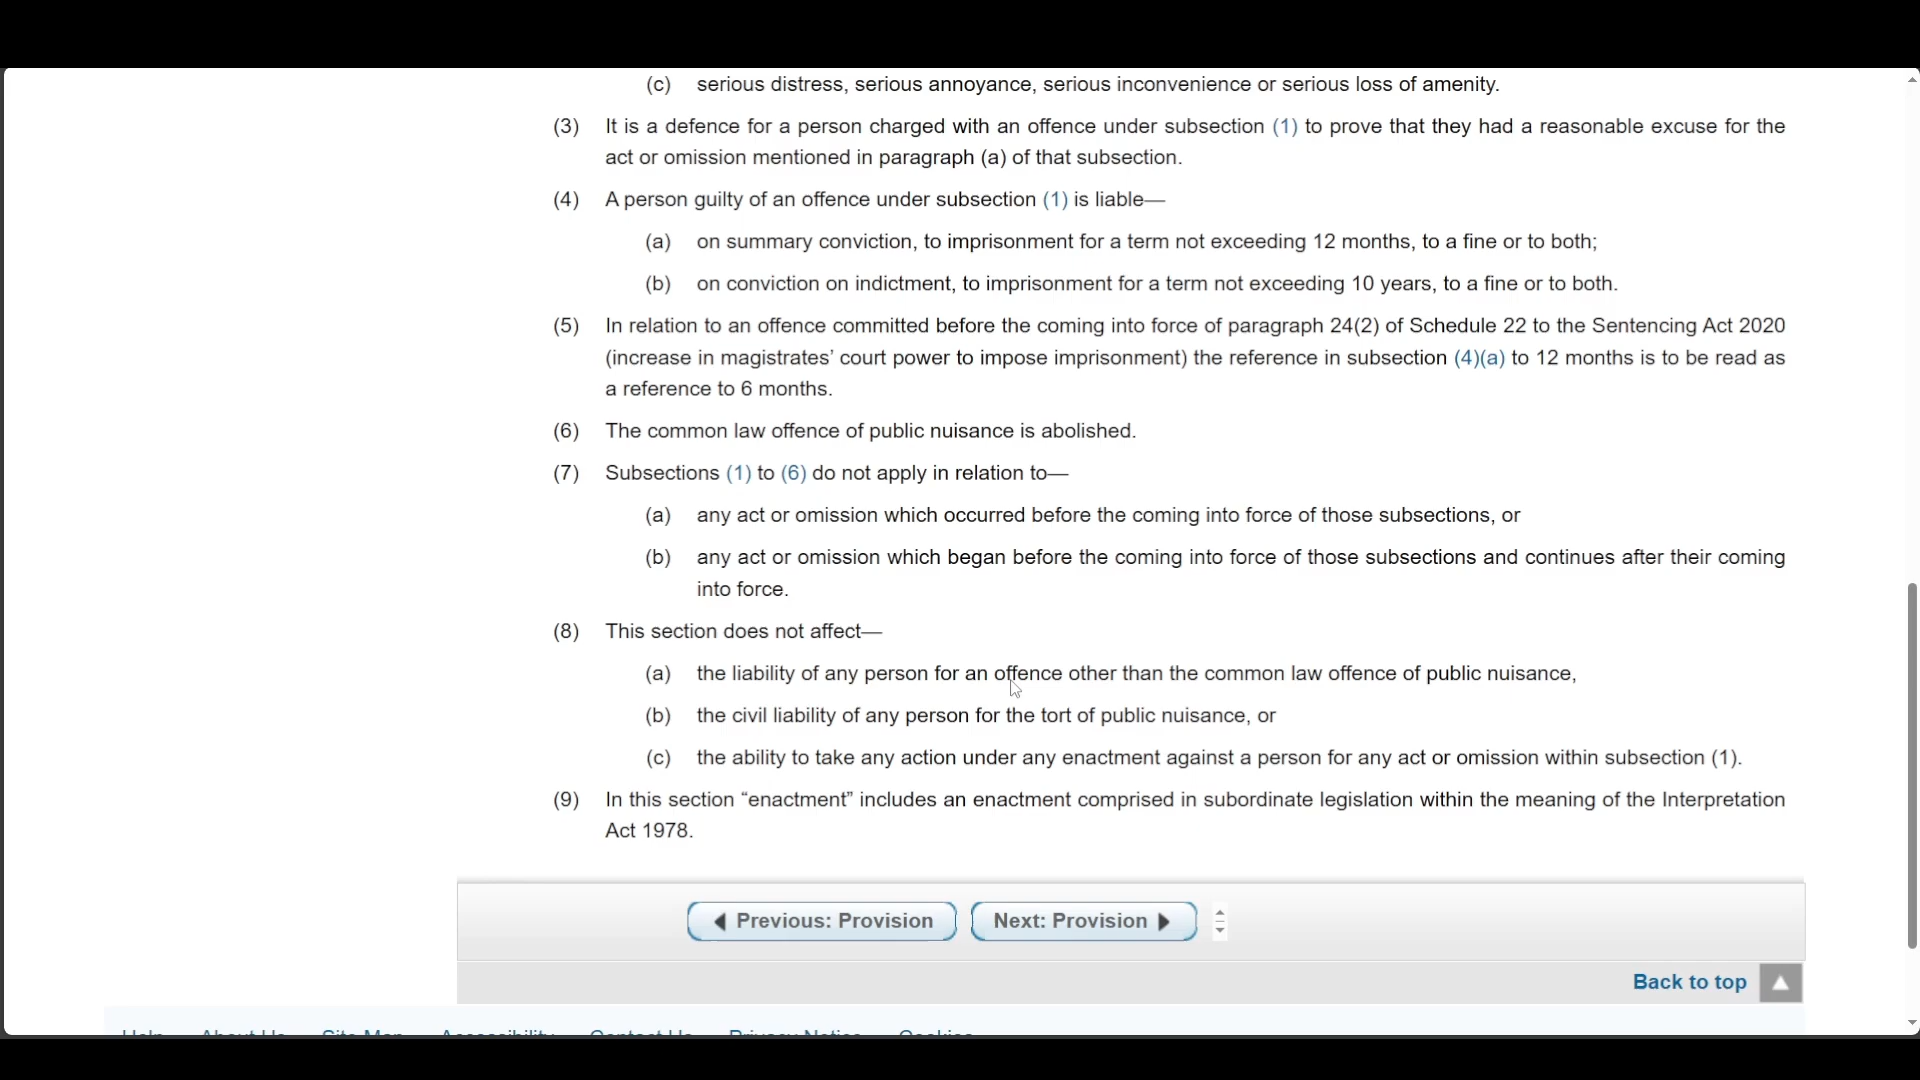 (c) serious distress, serious annoyance, serious inconvenience or serious loss of amenity.
(3) It is a defence for a person charged with an offence under subsection (1) to prove that they had a reasonable excuse for the
act or omission mentioned in paragraph (a) of that subsection.
(4) A person guilty of an offence under subsection (1) is liable—
(a) on summary conviction, to imprisonment for a term not exceeding 12 months, to a fine or to both;
(b) on conviction on indictment, to imprisonment for a term not exceeding 10 years, to a fine or to both.
(5) In relation to an offence committed before the coming into force of paragraph 24(2) of Schedule 22 to the Sentencing Act 2020
(increase in magistrates’ court power to impose imprisonment) the reference in subsection (4)(a) to 12 months is to be read as
a reference to 6 months.
(6) The common law offence of public nuisance is abolished.
(7) Subsections (1) to (6) do not apply in relation to—
(a) any act or omission which occurred before the coming into force of those subsections, or
(b) any act or omission which began before the coming into force of those subsections and continues after their coming
into force.
(8) This section does not affect—
(a) the liability of any person for an offence other than the common law offence of public nuisance,
(b) the civil liability of any person for the tort of public nuisance, or
(c) the ability to take any action under any enactment against a person for any act or omission within subsection (1).
(9) In this section “enactment” includes an enactment comprised in subordinate legislation within the meaning of the Interpretation
Act 1978.
Previous: Provision Next: Provision
Back to top
Help About Us Site Map Accessibility Contact Us Privacy Notice Cookies